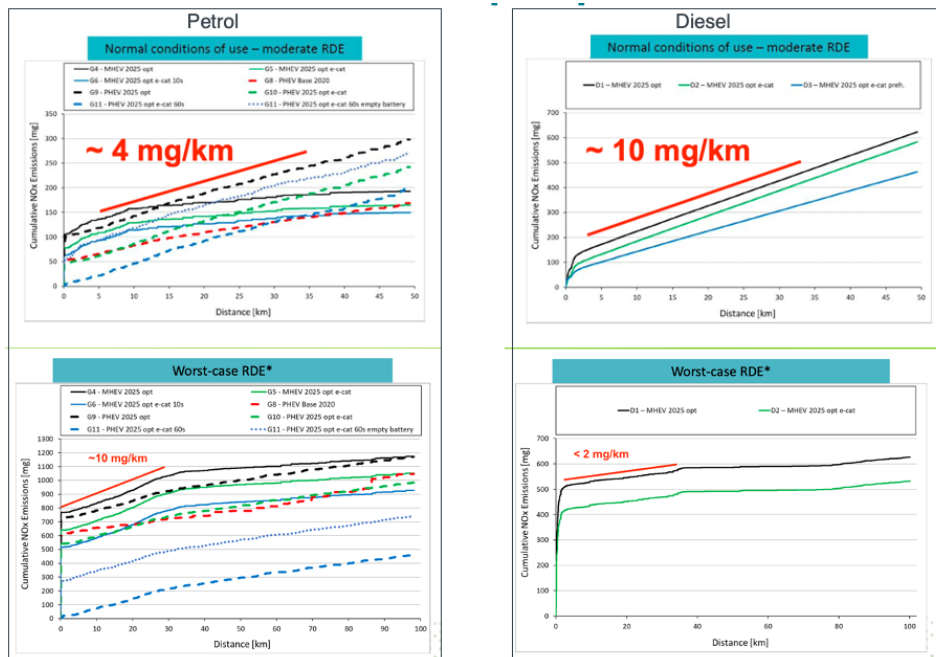 Petrol
Normal conditions of use – moderate RDE
G4 - MHEV 2025 opt
G5 - MHEV 2025 opt e-cat
G6 - MHEV 2025 opt e-cat 10s
G8 - PHEV Base 2020
G9 - PHEV 2025 opt
G10 - PHEV 2025 opt e-cat
G11 - PHEV 2025 opt e-cat 60s
G11 - PHEV 2025 opt e-cat 60s empty battery
~ 4 mg/km
Cumulative NOx Emissions [mg]
350
300
250
200
150
100
50
0
0 5 10 15 20 25 30 35 40 45 50
Distance [km]
Diesel
Normal conditions of use – moderate RDE
D1 – MHEV 2025 opt
D2 – MHEV 2025 opt e-cat
D3 – MHEV 2025 opt e-cat preh.
~ 10 mg/km
Cumulative NOx Emissions [mg]
700
600
500
400
300
200
100
0
0 5 10 15 20 25 30 35 40 45 50
Distance [km]
Worst-case RDE*
G4 - MHEV 2025 opt
G5 - MHEV 2025 opt e-cat
G6 - MHEV 2025 opt e-cat 10s
G8 - PHEV Base 2020
G9 - PHEV 2025 opt
G10 - PHEV 2025 opt e-cat
G11 - PHEV 2025 opt e-cat 60s
G11 - PHEV 2025 opt e-cat 60s empty battery
~10 mg/km
Cumulative NOx Emissions [mg]
1300
1200
1100
1000
900
800
700
600
500
400
300
200
100
0
0 10 20 30 40 50 60 70 80 90 100
Distance [km]
Worst-case RDE*
D1 – MHEV 2025 opt
D2 – MHEV 2025 opt e-cat
< 2 mg/km
Cumulative NOx Emissions [mg]
700
600
500
400
300
200
100
0
0 20 40 60 80 100
Distance [km]